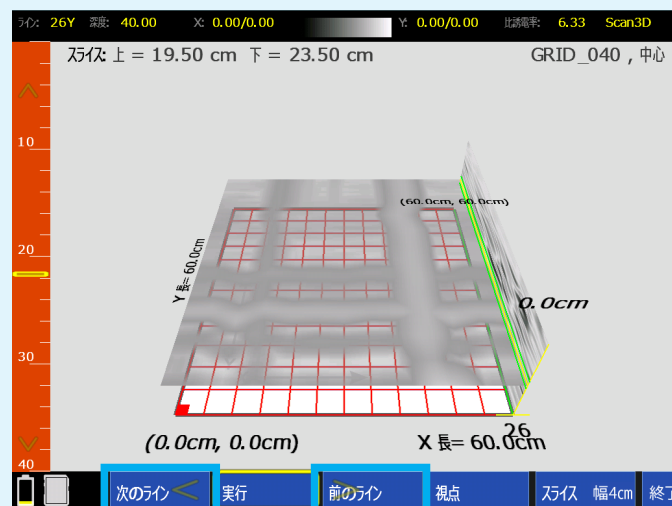 ライン: 26Y 深度: 40.00 X: 0.00/0.00 Y: 0.00/0.00 比誘電率: 6.33 Scan3D
スライス: 上 = 19.50 cm 下 = 23.50 cm GRID_040 , 中心
10
20
30
40
(60.0cm, 60.0cm)
Y 長= 60.0cm
0.0cm
26
(0.0cm, 0.0cm) X 長= 60.0cm
次のライン 実行 前のライン 視点 スライス 幅4cm 終了